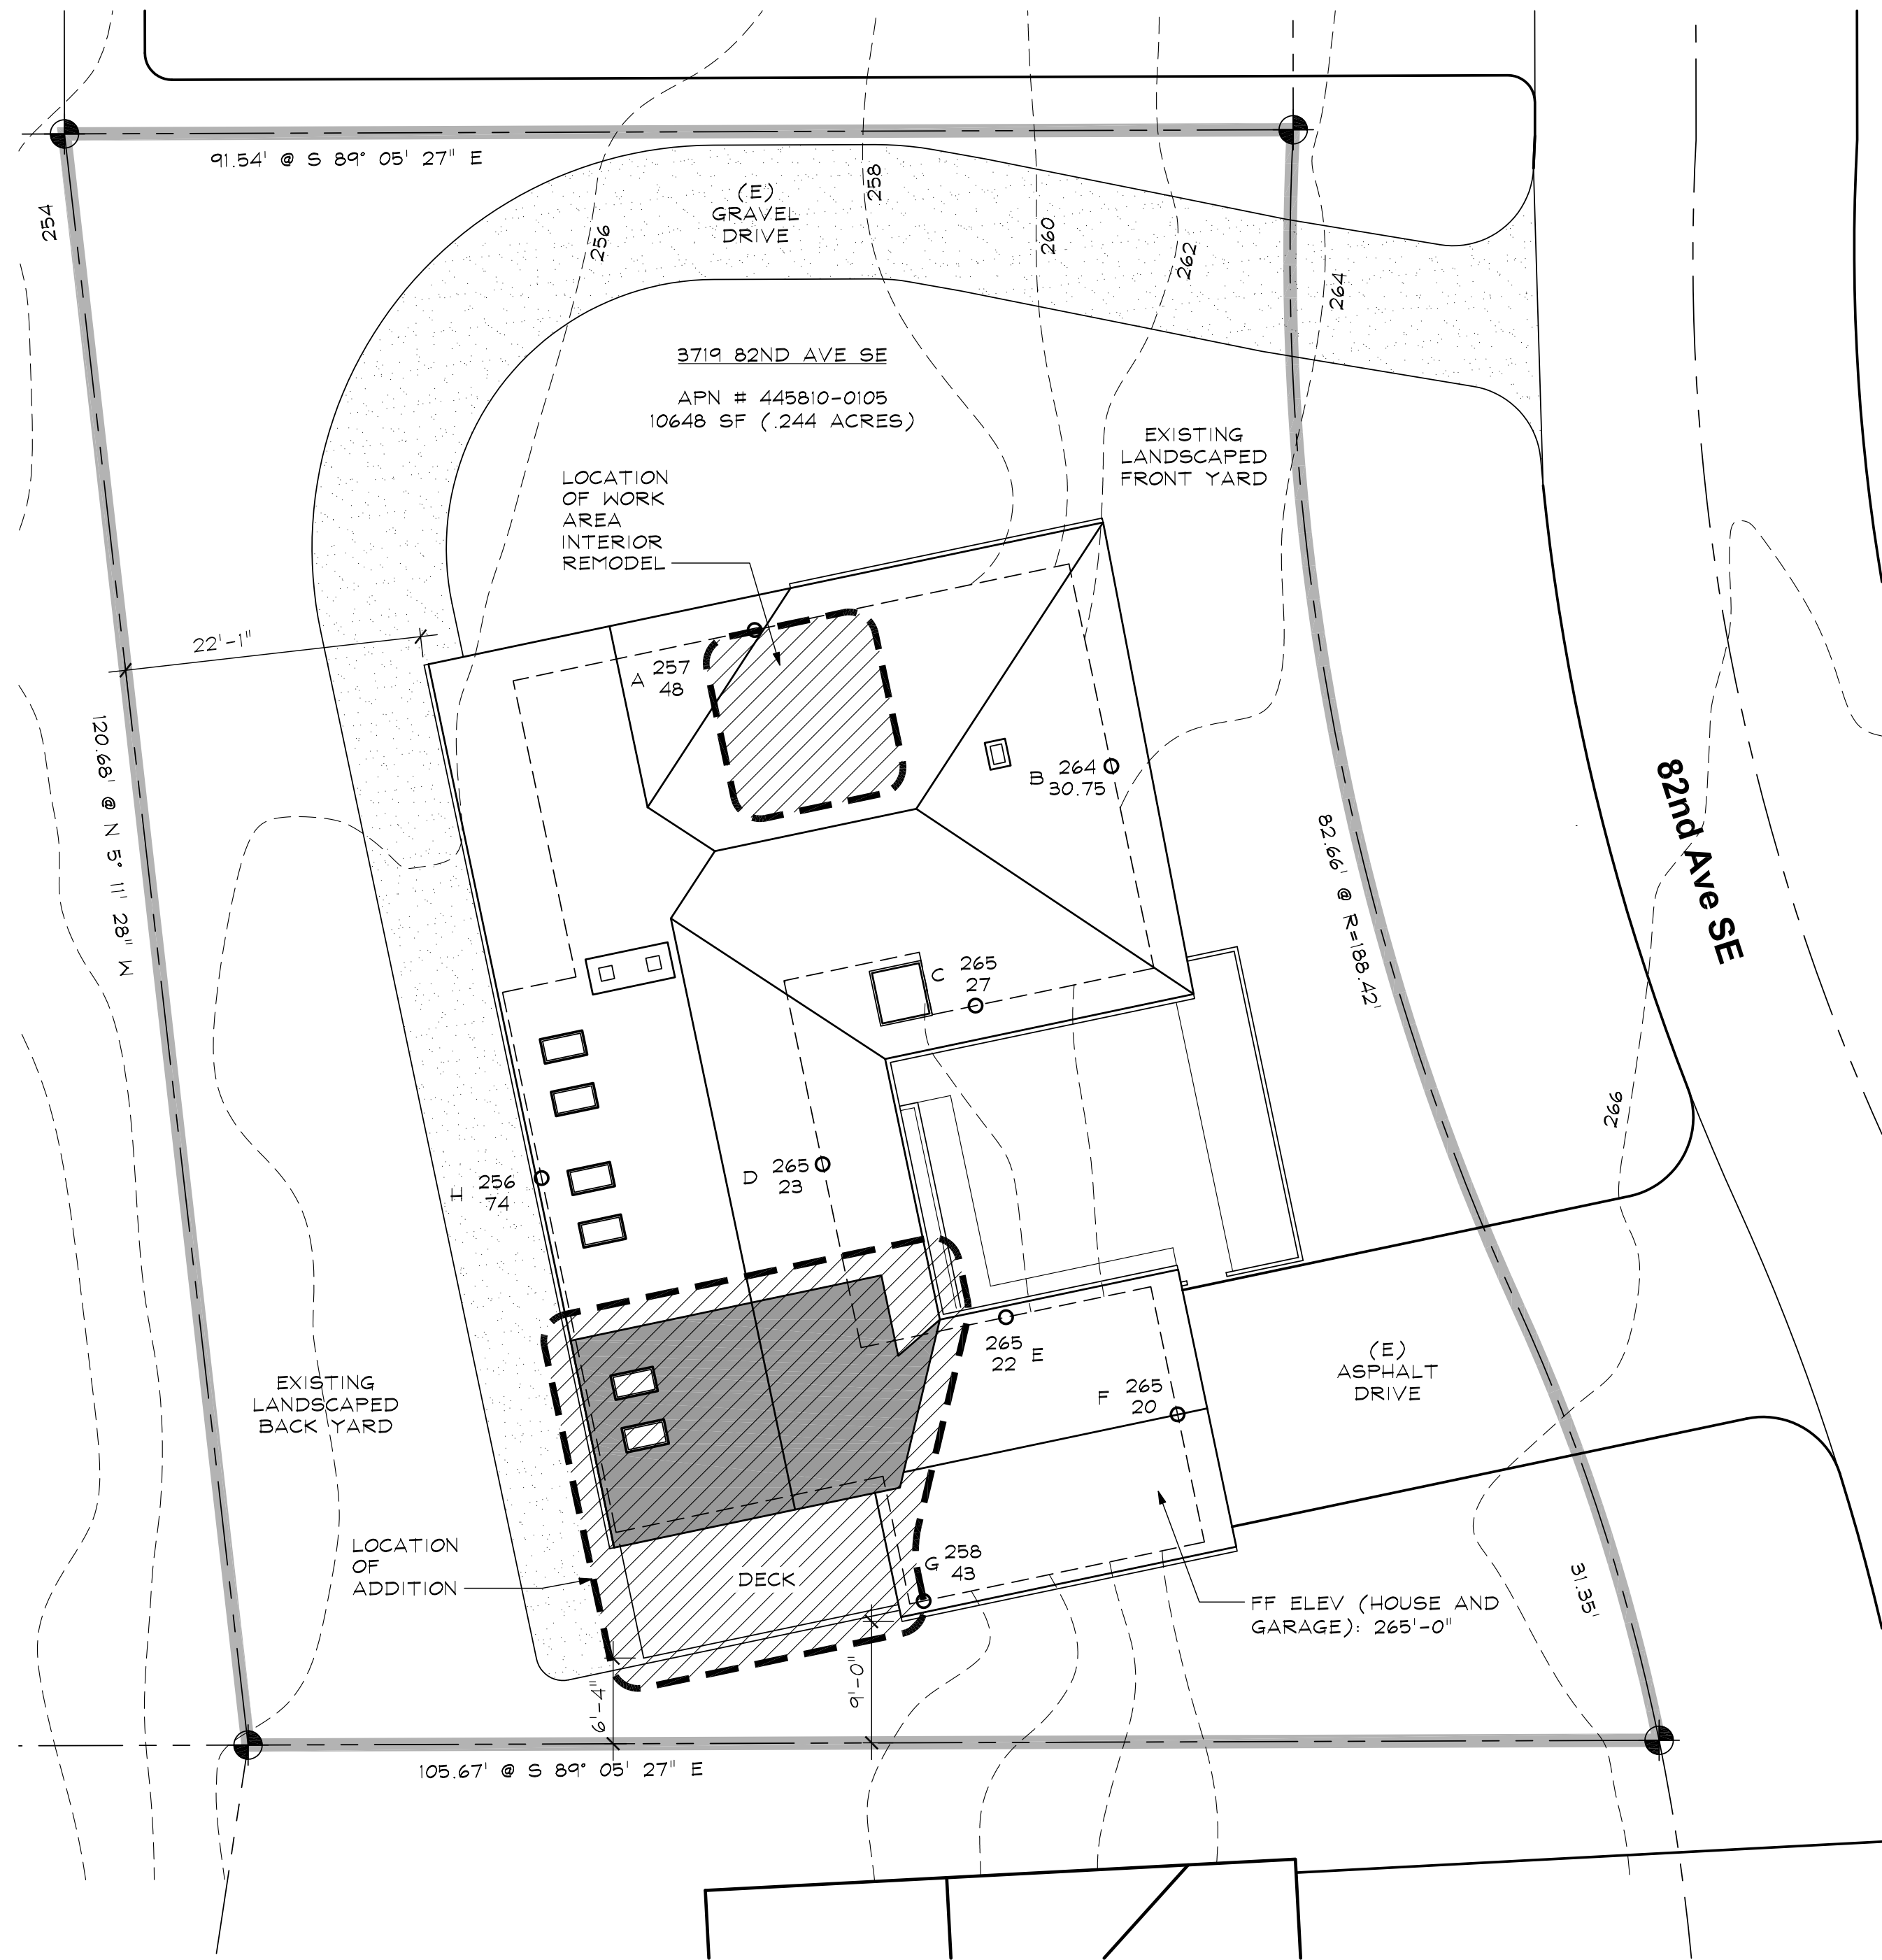 91.54' @ S 89° 05' 27" E
254
256
(E)
GRAVEL
DRIVE
258
260
262
264
3719 82ND AVE SE
APN # 445810-0105
10648 SF (.244 ACRES)
EXISTING
LANDSCAPED
FRONT YARD
LOCATION
OF WORK
AREA
INTERIOR
REMODEL
22'-1"
A 257
48
B 264
30.75
120.68' @ N 5° 11' 28" W
82.66' @ R=188.42'
82nd Ave SE
C 265
27
266
D 265
23
H 256
74
265
22 E
F 265
20
(E)
ASPHALT
DRIVE
EXISTING
LANDSCAPED
BACK YARD
LOCATION
OF
ADDITION
DECK
G 258
43
FF ELEV (HOUSE AND
GARAGE): 265'-0"
31.35'
6'-4"
9'-0"
105.67' @ S 89° 05' 27" E